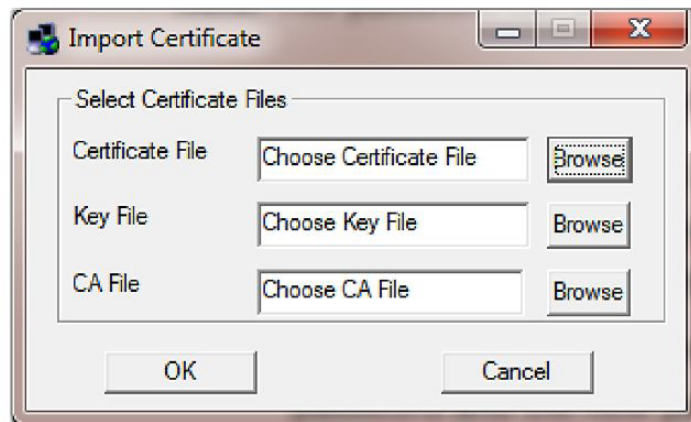 Import Certificate
Select Certificate Files
Certificate File Choose Certificate File Browse
Key File Choose Key File Browse
CA File Choose CA File Browse
OK Cancel